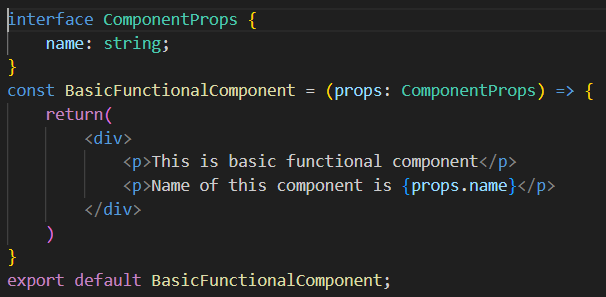 interface ComponentProps {
    name: string;
}
const BasicFunctionalComponent = (props: ComponentProps) => {
    return(
        <div>
            <p>This is basic functional component</p>
            <p>Name of this component is {props.name}</p>
        </div>
    )
}
export default BasicFunctionalComponent;